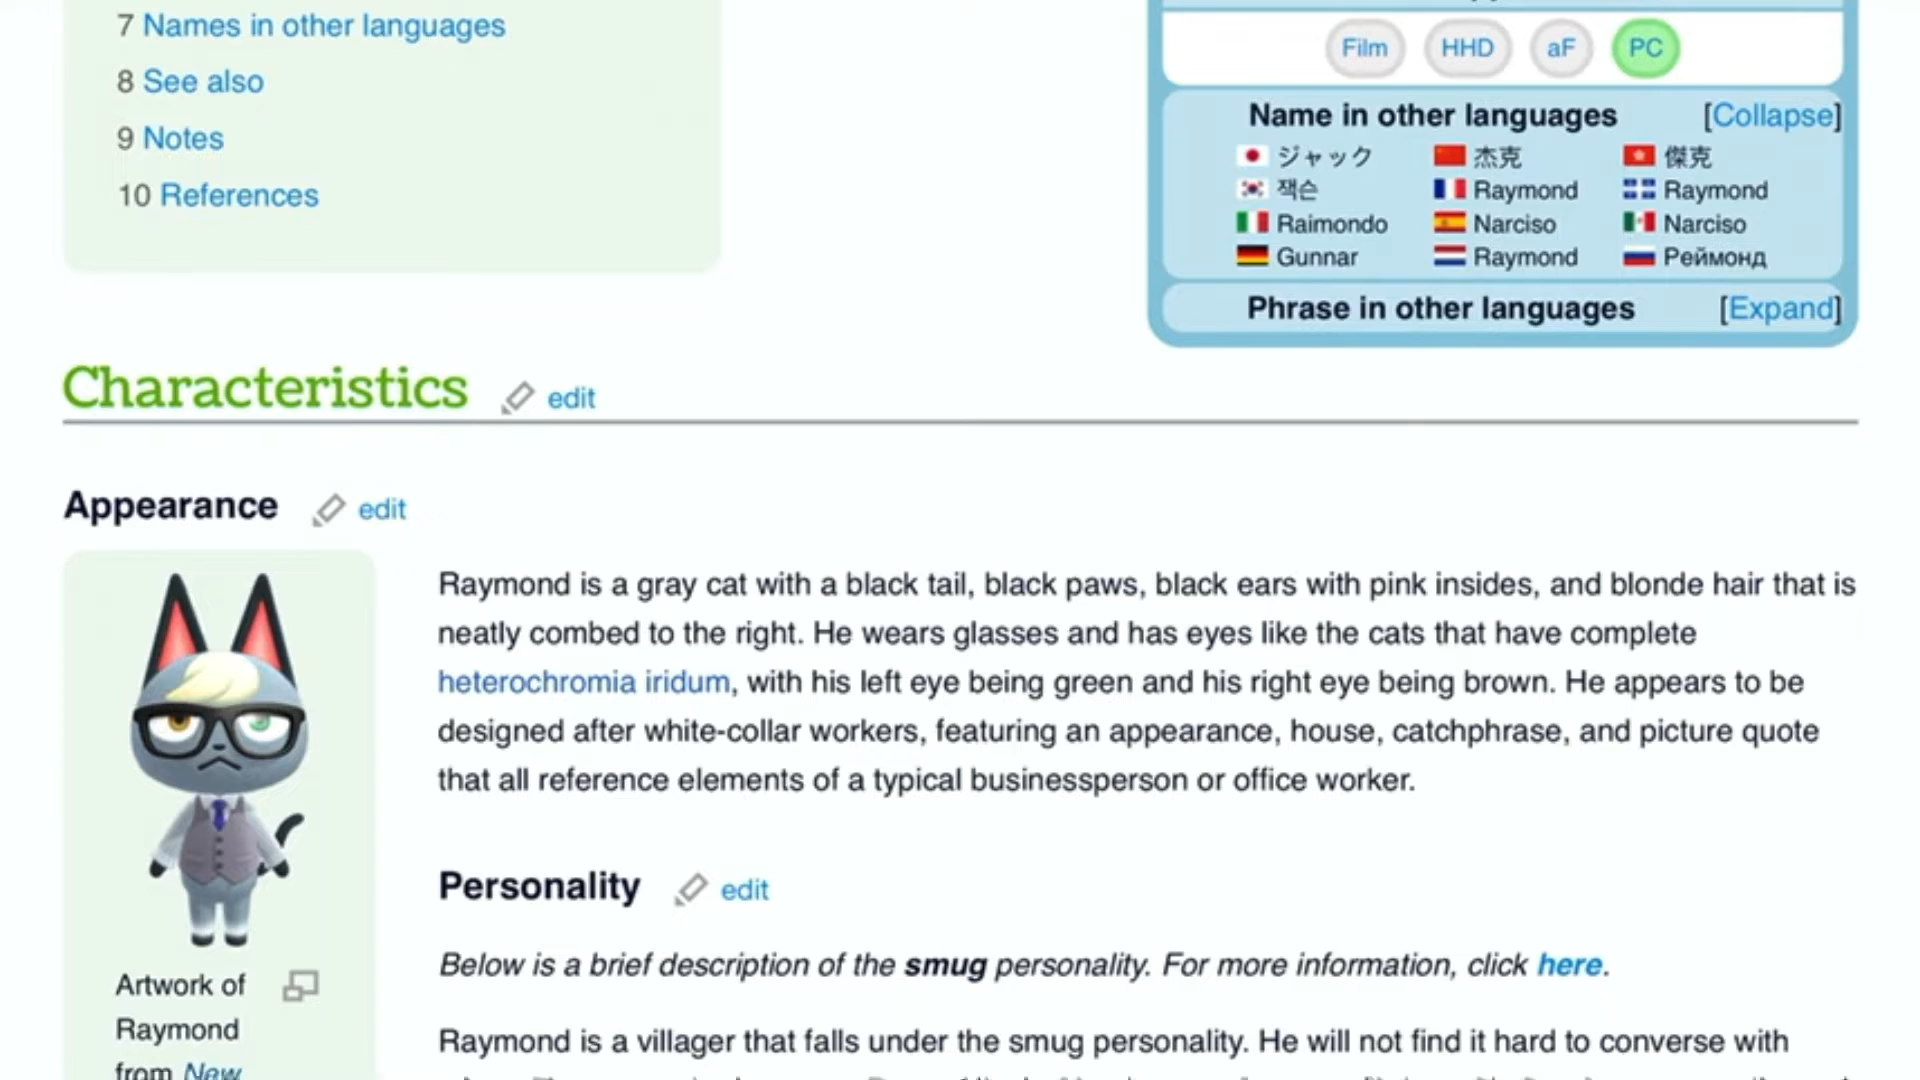 7 Names in other languages
8 See also
9 Notes
10 References
Film HHD aF PC
Name in other languages [Collapse]
ジャック 杰克 傑克
잭슨 Raymond Raymond
Raimondo Narciso Narciso
Gunnar Raymond Реймонд
Phrase in other languages [Expand]
Characteristics edit
Appearance edit
Raymond is a gray cat with a black tail, black paws, black ears with pink insides, and blonde hair that is
neatly combed to the right. He wears glasses and has eyes like the cats that have complete
heterochromia iridum, with his left eye being green and his right eye being brown. He appears to be
designed after white-collar workers, featuring an appearance, house, catchphrase, and picture quote
that all reference elements of a typical businessperson or office worker.
Artwork of
Raymond
from New
Personality edit
Below is a brief description of the smug personality. For more information, click here.
Raymond is a villager that falls under the smug personality. He will not find it hard to converse with